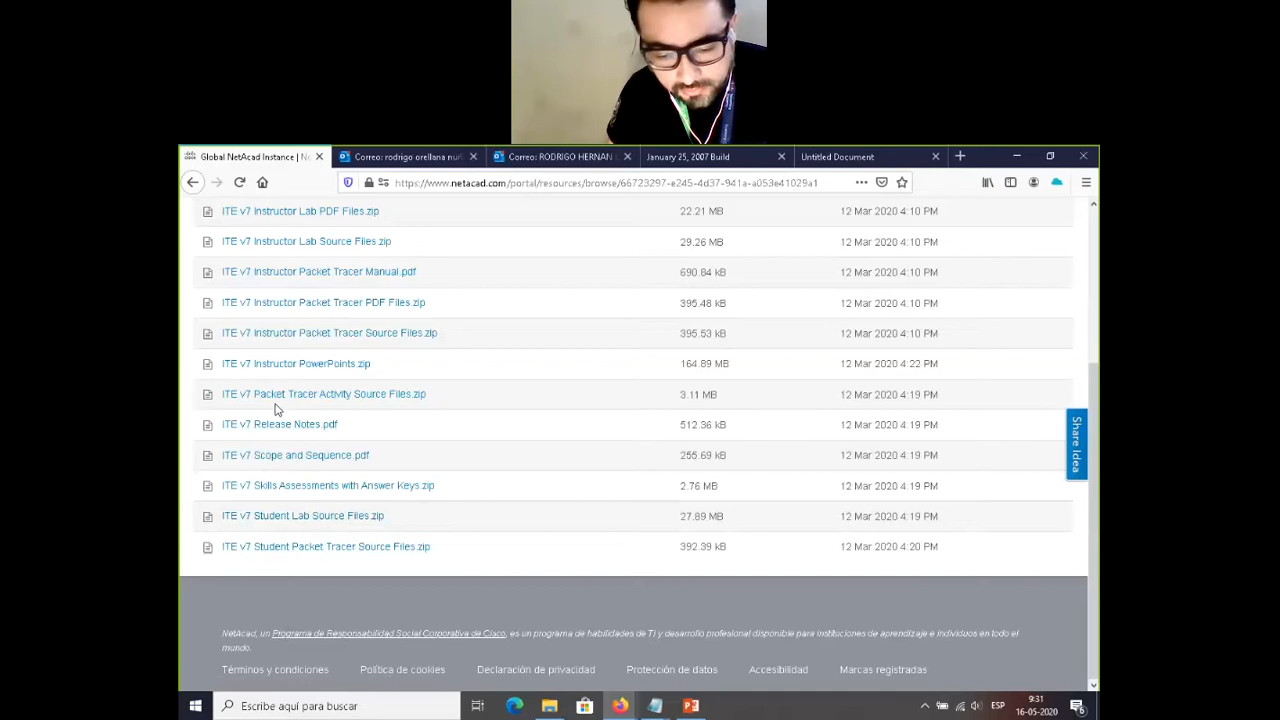 Global NetAcad Instance | N
Correo: rodrigo orellana
Correo: RODRIGO HERNAN
January 25, 2007 Build
Untitled Document
https://www.netacad.com/portal/resources/browse/66723297-e245-4d37-941a-a053e41029a1
ITE v7 Instructor Lab PDF Files.zip 22.21 MB 12 Mar 2020 4:10 PM
ITE v7 Instructor Lab Source Files.zip 29.26 MB 12 Mar 2020 4:10 PM
ITE v7 Instructor Packet Tracer Manual.pdf 690.84 kB 12 Mar 2020 4:10 PM
ITE v7 Instructor Packet Tracer PDF Files.zip 395.48 kB 12 Mar 2020 4:10 PM
ITE v7 Instructor Packet Tracer Source Files.zip 395.53 kB 12 Mar 2020 4:10 PM
ITE v7 Instructor PowerPoints.zip 164.89 MB 12 Mar 2020 4:22 PM
ITE v7 Packet Tracer Activity Source Files.zip 3.11 MB 12 Mar 2020 4:19 PM
ITE v7 Release Notes.pdf 512.36 kB 12 Mar 2020 4:19 PM
ITE v7 Scope and Sequence.pdf 255.69 kB 12 Mar 2020 4:19 PM
ITE v7 Skills Assessments with Answer Keys.zip 2.76 MB 12 Mar 2020 4:19 PM
ITE v7 Student Lab Source Files.zip 27.89 MB 12 Mar 2020 4:19 PM
ITE v7 Student Packet Tracer Source Files.zip 392.39 kB 12 Mar 2020 4:20 PM
Share Idea
NetAcad, un Programa de Responsabilidad Social Corporativa de Cisco, es un programa de habilidades de TI y desarrollo profesional disponible para instituciones de aprendizaje e individuos en todo el
mundo.
Términos y condiciones Política de cookies Declaración de privacidad Protección de datos Accesibilidad Marcas registradas
Escribe aquí para buscar
ESP
9:31
16-05-2020